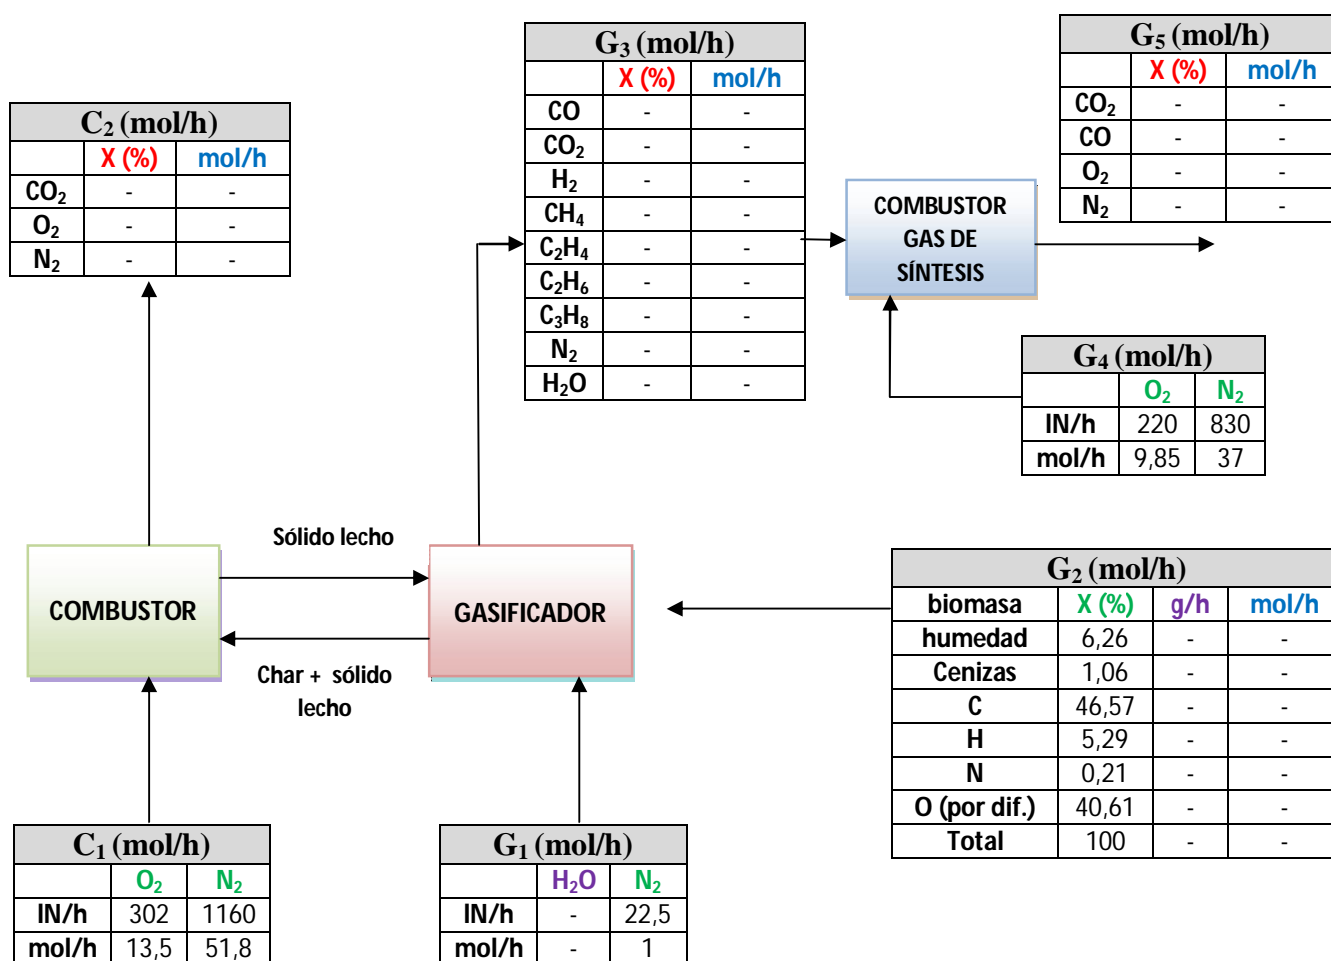 G₃ (mol/h)
X (%) mol/h
CO - -
CO₂ - -
H₂ - -
CH₄ - -
C₂H₄ - -
C₂H₆ - -
C₃H₈ - -
N₂ - -
H₂O - -
G₅ (mol/h)
X (%) mol/h
CO₂ - -
CO - -
O₂ - -
N₂ - -
C₂ (mol/h)
X (%) mol/h
CO₂ - -
O₂ - -
N₂ - -
COMBUSTOR
GAS DE
SÍNTESIS
G₄ (mol/h)
O₂ N₂
lN/h 220 830
mol/h 9,85 37
Sólido lecho
COMBUSTOR
GASIFICADOR
Char + sólido
lecho
G₂ (mol/h)
biomasa X (%) g/h mol/h
humedad 6,26 - -
Cenizas 1,06 - -
C 46,57 - -
H 5,29 - -
N 0,21 - -
O (por dif.) 40,61 - -
Total 100 - -
C₁ (mol/h)
O₂ N₂
lN/h 302 1160
mol/h 13,5 51,8
G₁ (mol/h)
H₂O N₂
lN/h - 22,5
mol/h - 1